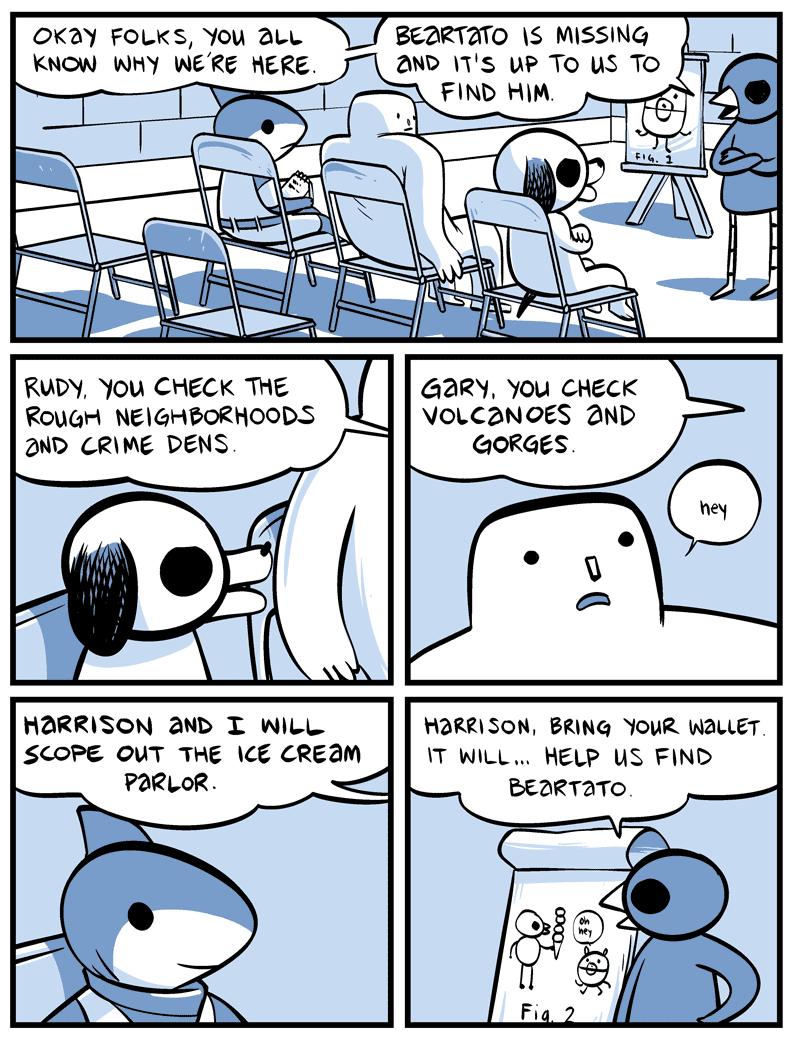 OKAY FOLKS, YOU ALL
KNOW WHY WE'RE HERE.
BEARTATO IS MISSING
AND IT'S UP TO US TO
FIND HIM.
FIG. 1
RUDY, YOU CHECK THE
ROUGH NEIGHBORHOODS
AND CRIME DENS.
GARY, YOU CHECK
VOLCANOES AND
GORGES.
hey
HARRISON AND I WILL
SCOPE OUT THE ICE CREAM
PARLOR.
HARRISON, BRING YOUR WALLET.
IT WILL... HELP US FIND
BEARTATO.
oh
hey
Fig. 2